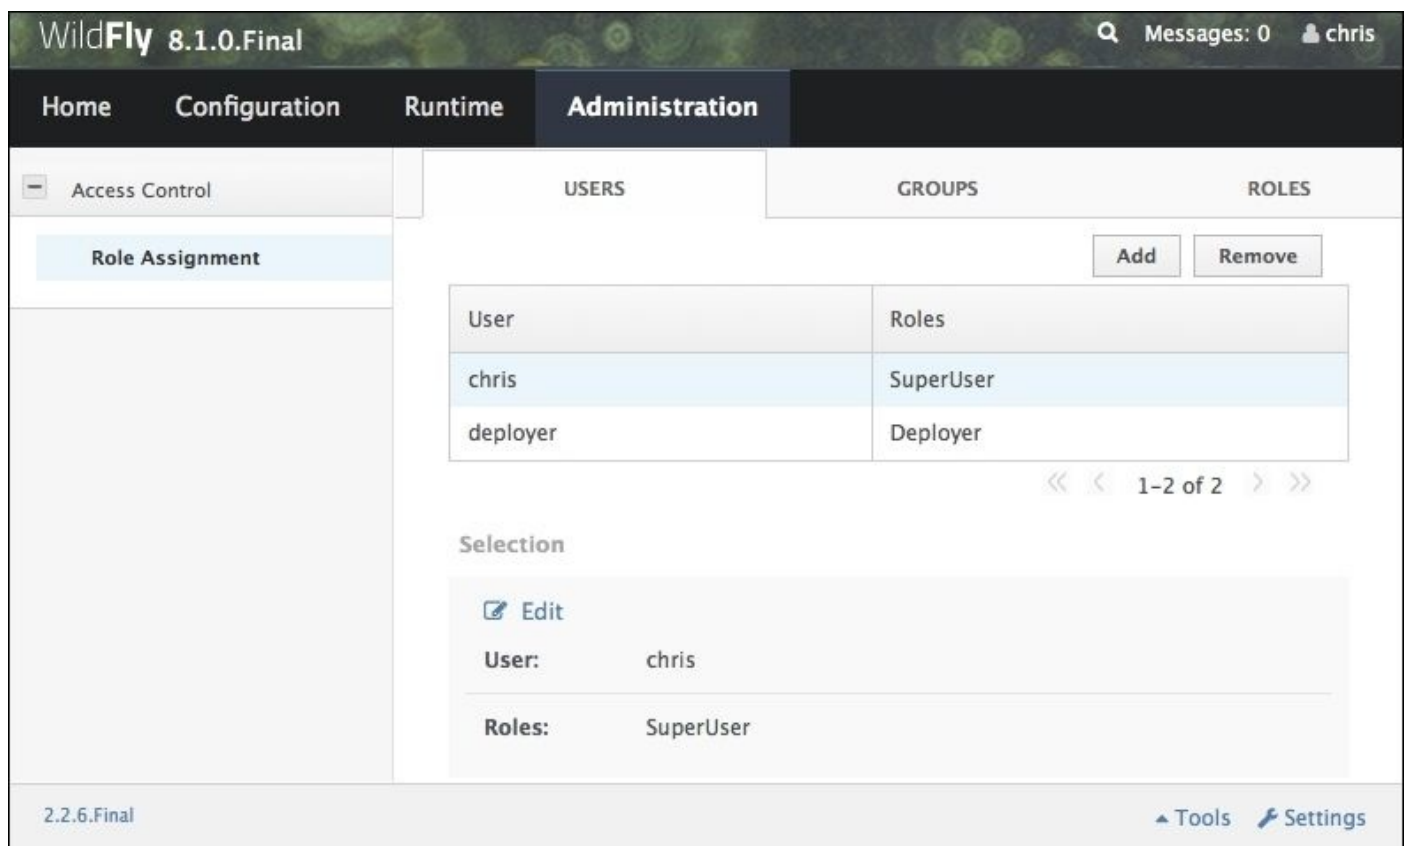 WildFly 8.1.0.Final Messages: 0 chris
Home Configuration Runtime Administration
Access Control
Role Assignment
USERS GROUPS ROLES
Add Remove
User Roles
chris SuperUser
deployer Deployer
1-2 of 2
Selection
Edit
User: chris
Roles: SuperUser
2.2.6.Final Tools Settings